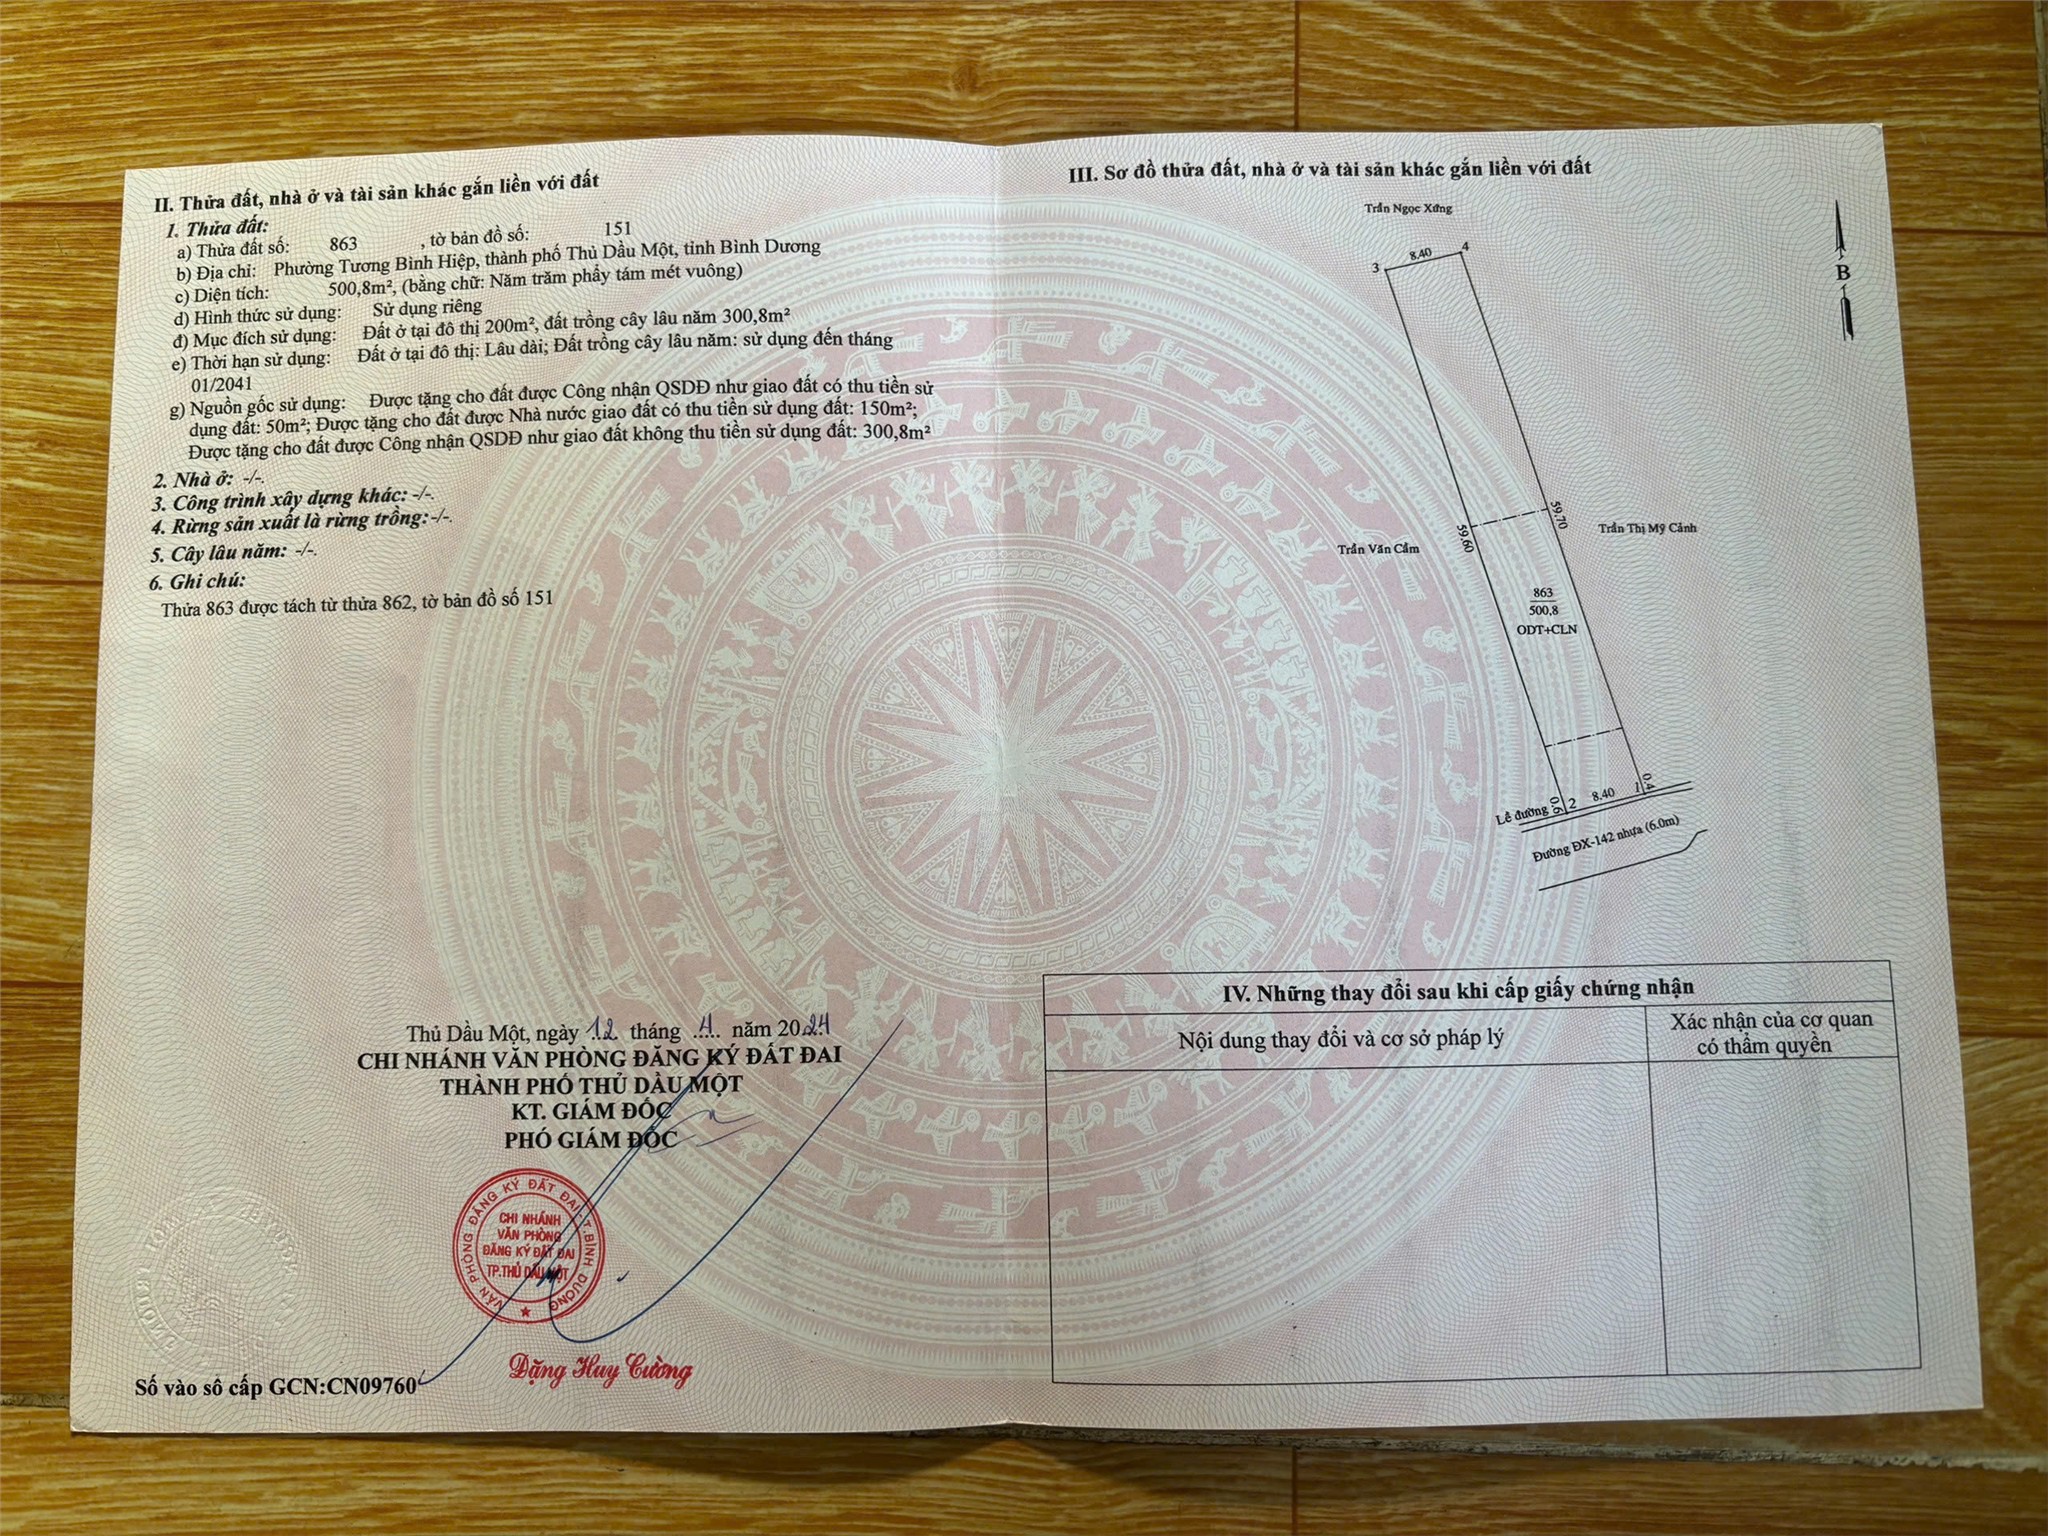 II. Thửa đất, nhà ở và tài sản khác gắn liền với đất
1. Thửa đất:
a) Thửa đất số: 863 , tờ bản đồ số: 151
b) Địa chỉ: Phường Tương Bình Hiệp, thành phố Thủ Dầu Một, tỉnh Bình Dương
c) Diện tích: 500,8m², (bằng chữ: Năm trăm phẩy tám mét vuông)
d) Hình thức sử dụng: Sử dụng riêng
đ) Mục đích sử dụng: Đất ở tại đô thị 200m², đất trồng cây lâu năm 300,8m²
e) Thời hạn sử dụng: Đất ở tại đô thị: Lâu dài; Đất trồng cây lâu năm: sử dụng đến tháng
01/2041
g) Nguồn gốc sử dụng: Được tặng cho đất được Công nhận QSDĐ như giao đất có thu tiền sử
dụng đất: 50m²; Được tặng cho đất được Nhà nước giao đất có thu tiền sử dụng đất: 150m²;
Được tặng cho đất được Công nhận QSDĐ như giao đất không thu tiền sử dụng đất: 300,8m²
2. Nhà ở: -/-.
3. Công trình xây dựng khác: -/-.
4. Rừng sản xuất là rừng trồng:-/-.
5. Cây lâu năm: -/-.
6. Ghi chú:
Thửa 863 được tách từ thửa 862, tờ bản đồ số 151
Thủ Dầu Một, ngày 12 tháng 4 năm 2024
CHI NHÁNH VĂN PHÒNG ĐĂNG KÝ ĐẤT ĐAI
THÀNH PHỐ THỦ DẦU MỘT
KT. GIÁM ĐỐC
PHÓ GIÁM ĐỐC
VĂN PHÒNG ĐĂNG KÝ ĐẤT ĐAI T.BÌNH DƯƠNG
CHI NHÁNH
VĂN PHÒNG
ĐĂNG KÝ ĐẤT ĐAI
TP.THỦ DẦU MỘT
Đặng Huy Cường
Số vào sổ cấp GCN:CN09760
III. Sơ đồ thửa đất, nhà ở và tài sản khác gắn liền với đất
Trần Ngọc Xứng
B
3
8.40
4
59.60
59.70
Trần Văn Cầm
Trần Thị Mỹ Cảnh
863
500,8
ODT+CLN
Lề đường
0.6
2
8.40
1
0.4
Đường ĐX-142 nhựa (6.0m)
IV. Những thay đổi sau khi cấp giấy chứng nhận
Nội dung thay đổi và cơ sở pháp lý
Xác nhận của cơ quan
có thẩm quyền